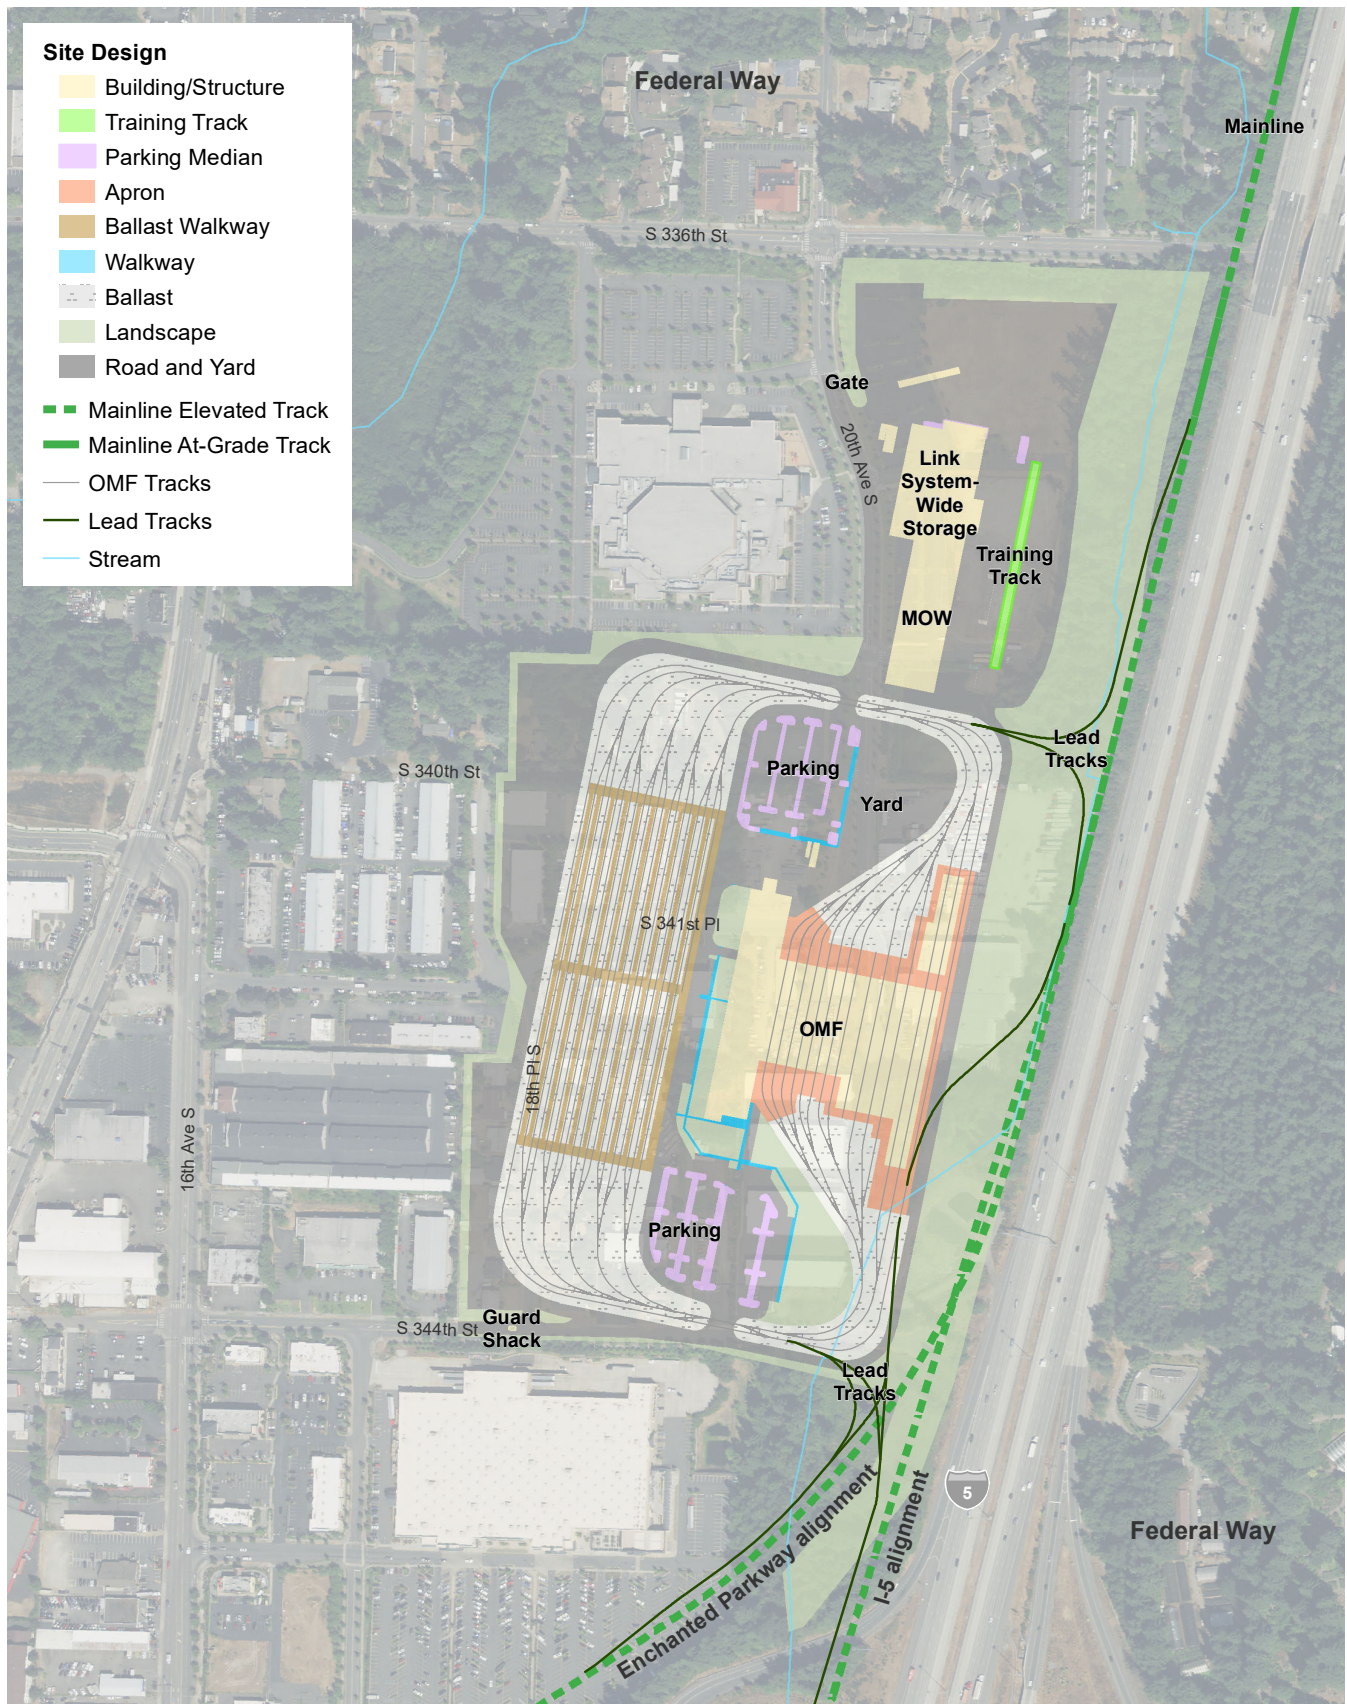 Site Design
Building/Structure
Training Track
Parking Median
Apron
Ballast Walkway
Walkway
Ballast
Landscape
Road and Yard
Mainline Elevated Track
Mainline At-Grade Track
OMF Tracks
Lead Tracks
Stream
Federal Way
Mainline
S 336th St
Gate
20th Ave S
Link
System-
Wide
Storage
Training
Track
MOW
Lead
Tracks
Parking
Yard
S 340th St
S 341st Pl
OMF
18th Pl S
16th Ave S
Parking
Guard
Shack
S 344th St
Lead
Tracks
Enchanted Parkway alignment
I-5 alignment
5
Federal Way